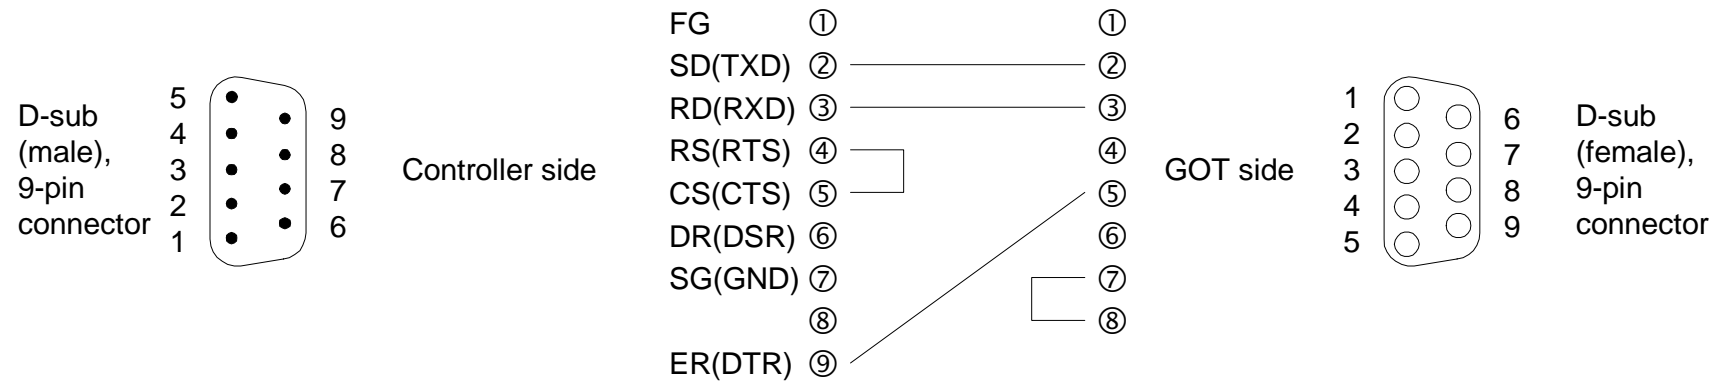 D-sub
(male),
9-pin
connector
5
4
3
2
1
9
8
7
6
Controller side
FG ①
SD(TXD) ②
RD(RXD) ③
RS(RTS) ④
CS(CTS) ⑤
DR(DSR) ⑥
SG(GND) ⑦
⑧
ER(DTR) ⑨
①
②
③
④
⑤
⑥
⑦
⑧
GOT side
1
2
3
4
5
6
7
8
9
D-sub
(female),
9-pin
connector